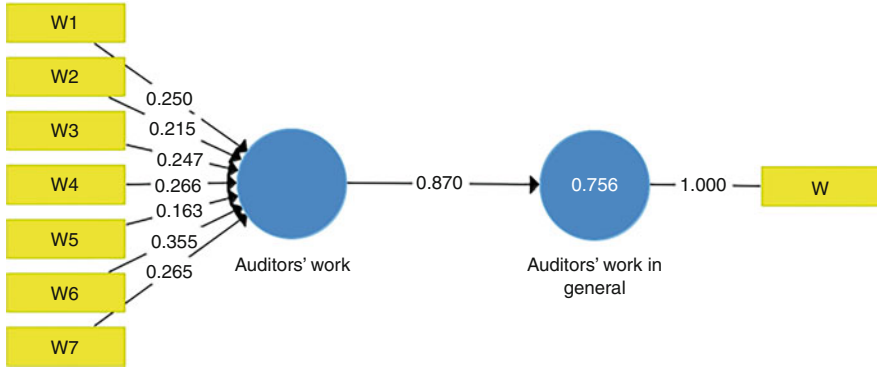 W1
W2
W3
W4
W5
W6
W7
0.250
0.215
0.247
0.266
0.163
0.355
0.265
Auditors' work
0.870
0.756
Auditors' work in
general
1.000
W